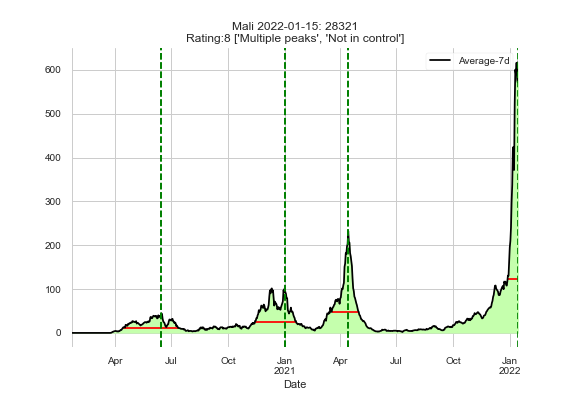 Mali 2022-01-15: 28321
Rating:8 ['Multiple peaks', 'Not in control']
Average-7d
600
500
400
300
200
100
0
Apr
Jul
Oct
Jan
2021
Apr
Jul
Oct
Jan
2022
Date